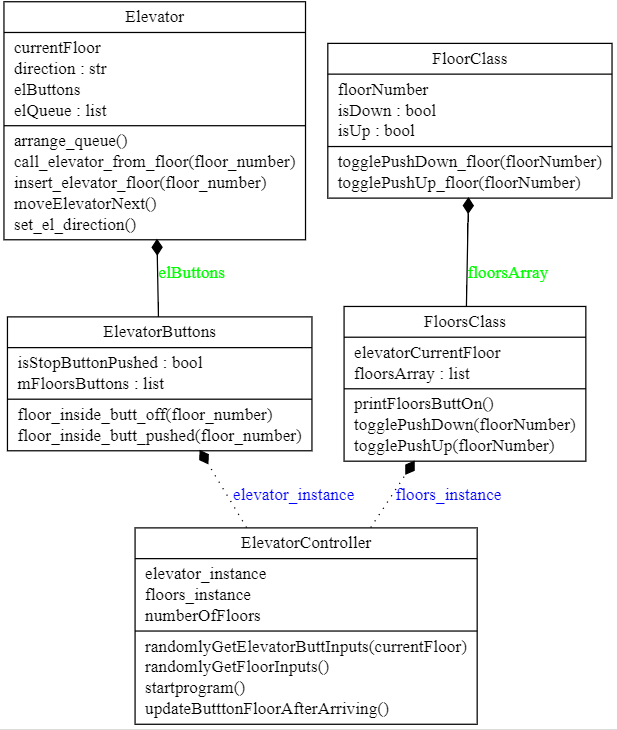 Elevator
currentFloor
direction : str
elButtons
elQueue : list
arrange_queue()
call_elevator_from_floor(floor_number)
insert_elevator_floor(floor_number)
moveElevatorNext()
set_el_direction()
FloorClass
floorNumber
isDown : bool
isUp : bool
togglePushDown_floor(floorNumber)
togglePushUp_floor(floorNumber)
elButtons
floorsArray
ElevatorButtons
isStopButtonPushed : bool
mFloorsButtons : list
floor_inside_butt_off(floor_number)
floor_inside_butt_pushed(floor_number)
FloorsClass
elevatorCurrentFloor
floorsArray : list
printFloorsButtOn()
togglePushDown(floorNumber)
togglePushUp(floorNumber)
elevator_instance
floors_instance
ElevatorController
elevator_instance
floors_instance
numberOfFloors
randomlyGetElevatorButtInputs(currentFloor)
randomlyGetFloorInputs()
startprogram()
updateButttonFloorAfterArriving()